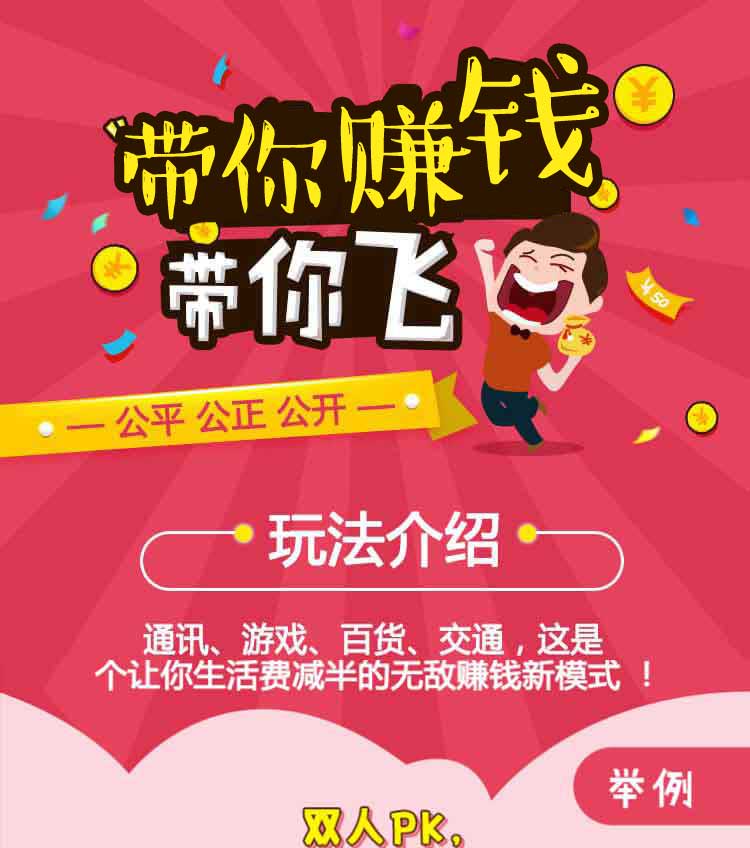 带你赚钱
带你飞
— 公平 公正 公开 —
玩法介绍
通讯、游戏、百货、交通，这是
个让你生活费减半的无敌赚钱新模式 ！
举例
双人PK,